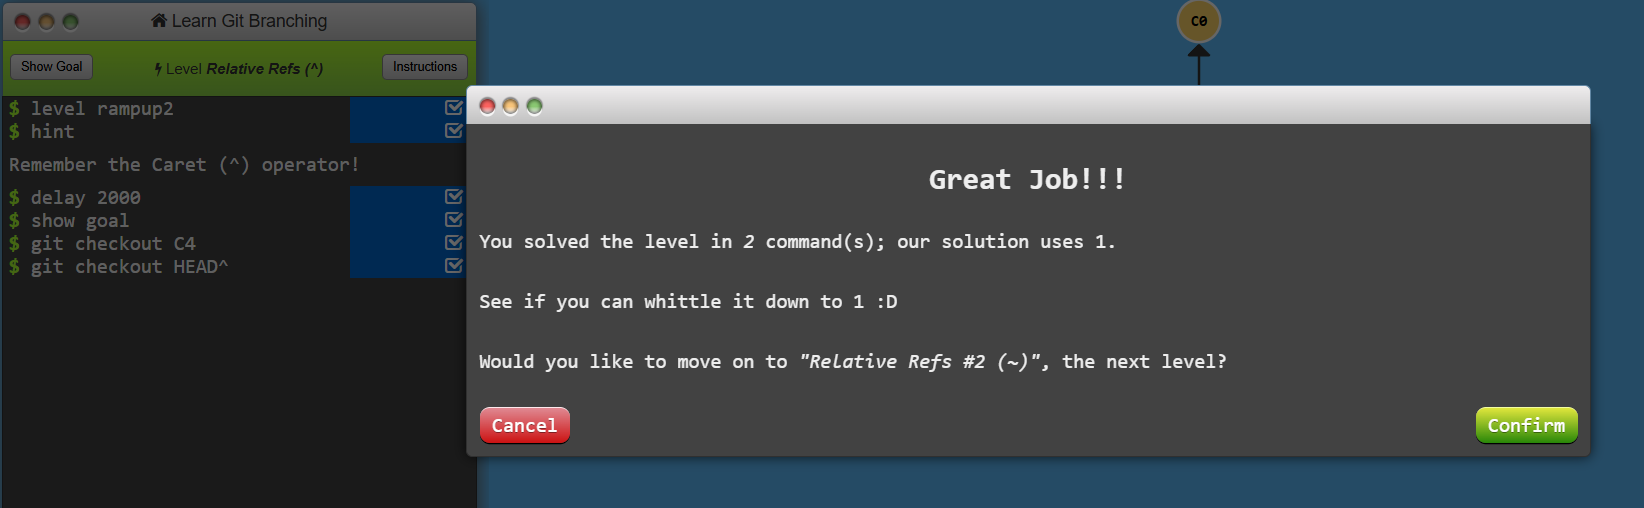 Learn Git Branching
C0
Show Goal
Level Relative Refs (^)
Instructions
$ level rampup2
$ hint
Remember the Caret (^) operator!
$ delay 2000
$ show goal
$ git checkout C4
$ git checkout HEAD^
Great Job!!!
You solved the level in 2 command(s); our solution uses 1.
See if you can whittle it down to 1 :D
Would you like to move on to "Relative Refs #2 (~)", the next level?
Cancel
Confirm